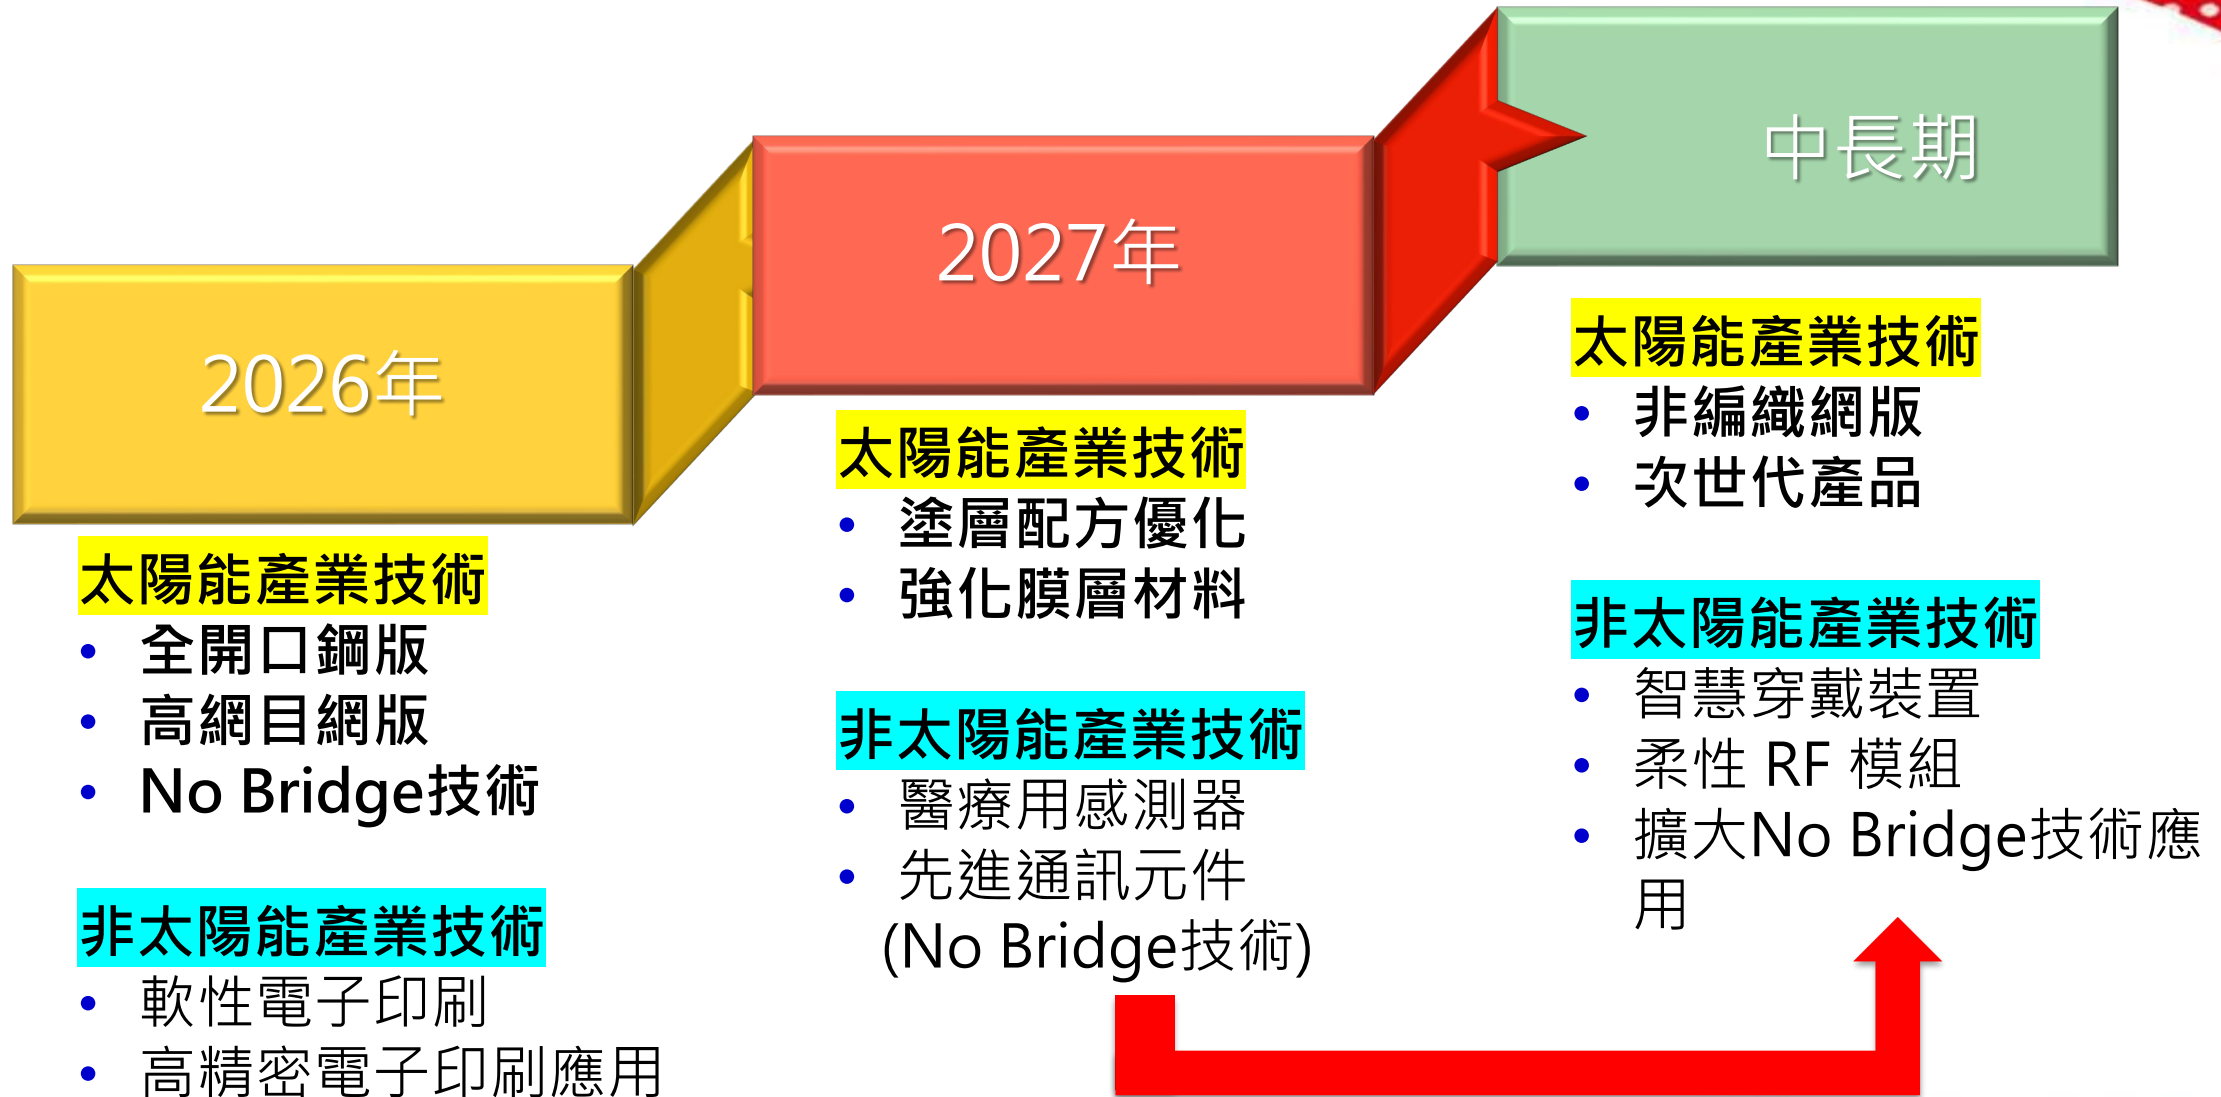 2026年
太陽能產業技術
• 全開口鋼版
• 高網目網版
• No Bridge技術
非太陽能產業技術
• 軟性電子印刷
• 高精密電子印刷應用
2027年
太陽能產業技術
• 塗層配方優化
• 強化膜層材料
非太陽能產業技術
• 醫療用感測器
• 先進通訊元件
(No Bridge技術)
中長期
太陽能產業技術
• 非編織網版
• 次世代產品
非太陽能產業技術
• 智慧穿戴裝置
• 柔性 RF 模組
• 擴大No Bridge技術應
用